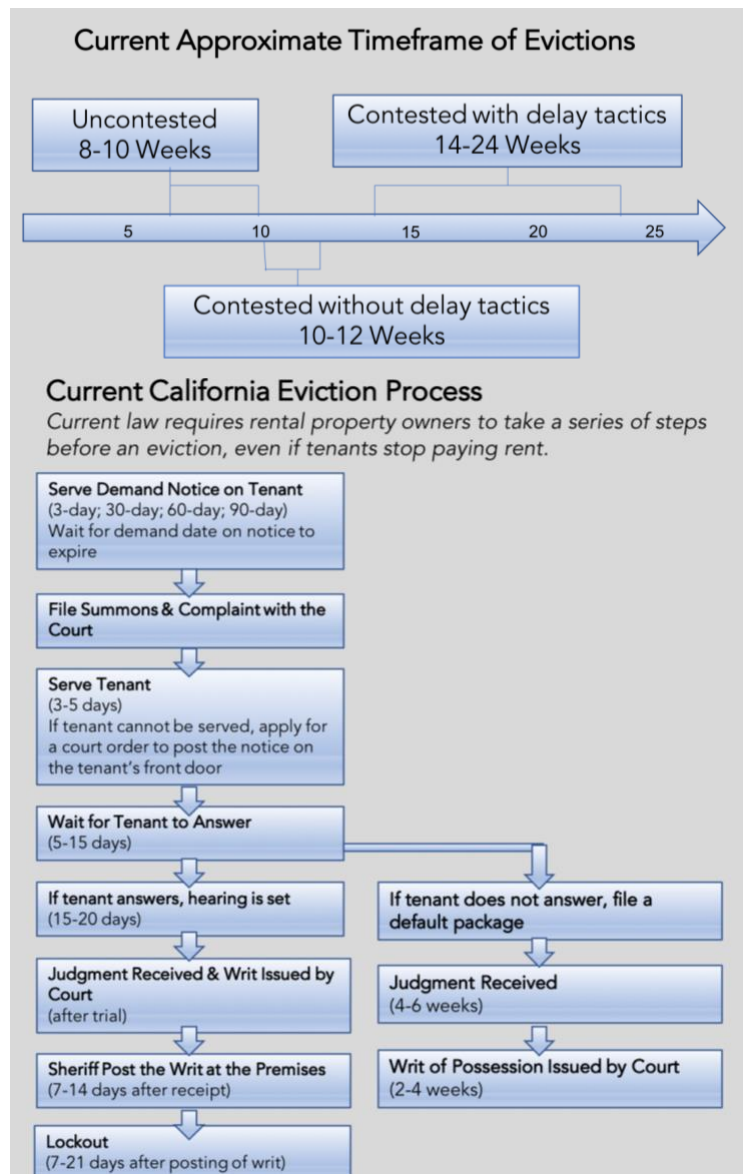 Current Approximate Timeframe of Evictions
Uncontested
8-10 Weeks
Contested with delay tactics
14-24 Weeks
5
10
15
20
25
Contested without delay tactics
10-12 Weeks
Current California Eviction Process
Current law requires rental property owners to take a series of steps
before an eviction, even if tenants stop paying rent.
Serve Demand Notice on Tenant
(3-day; 30-day; 60-day; 90-day)
Wait for demand date on notice to
expire
File Summons & Complaint with the
Court
Serve Tenant
(3-5 days)
If tenant cannot be served, apply for
a court order to post the notice on
the tenant's front door
Wait for Tenant to Answer
(5-15 days)
If tenant answers, hearing is set
(15-20 days)
Judgment Received & Writ Issued by
Court
(after trial)
Sheriff Post the Writ at the Premises
(7-14 days after receipt)
Lockout
(7-21 days after posting of writ)
If tenant does not answer, file a
default package
Judgment Received
(4-6 weeks)
Writ of Possession Issued by Court
(2-4 weeks)